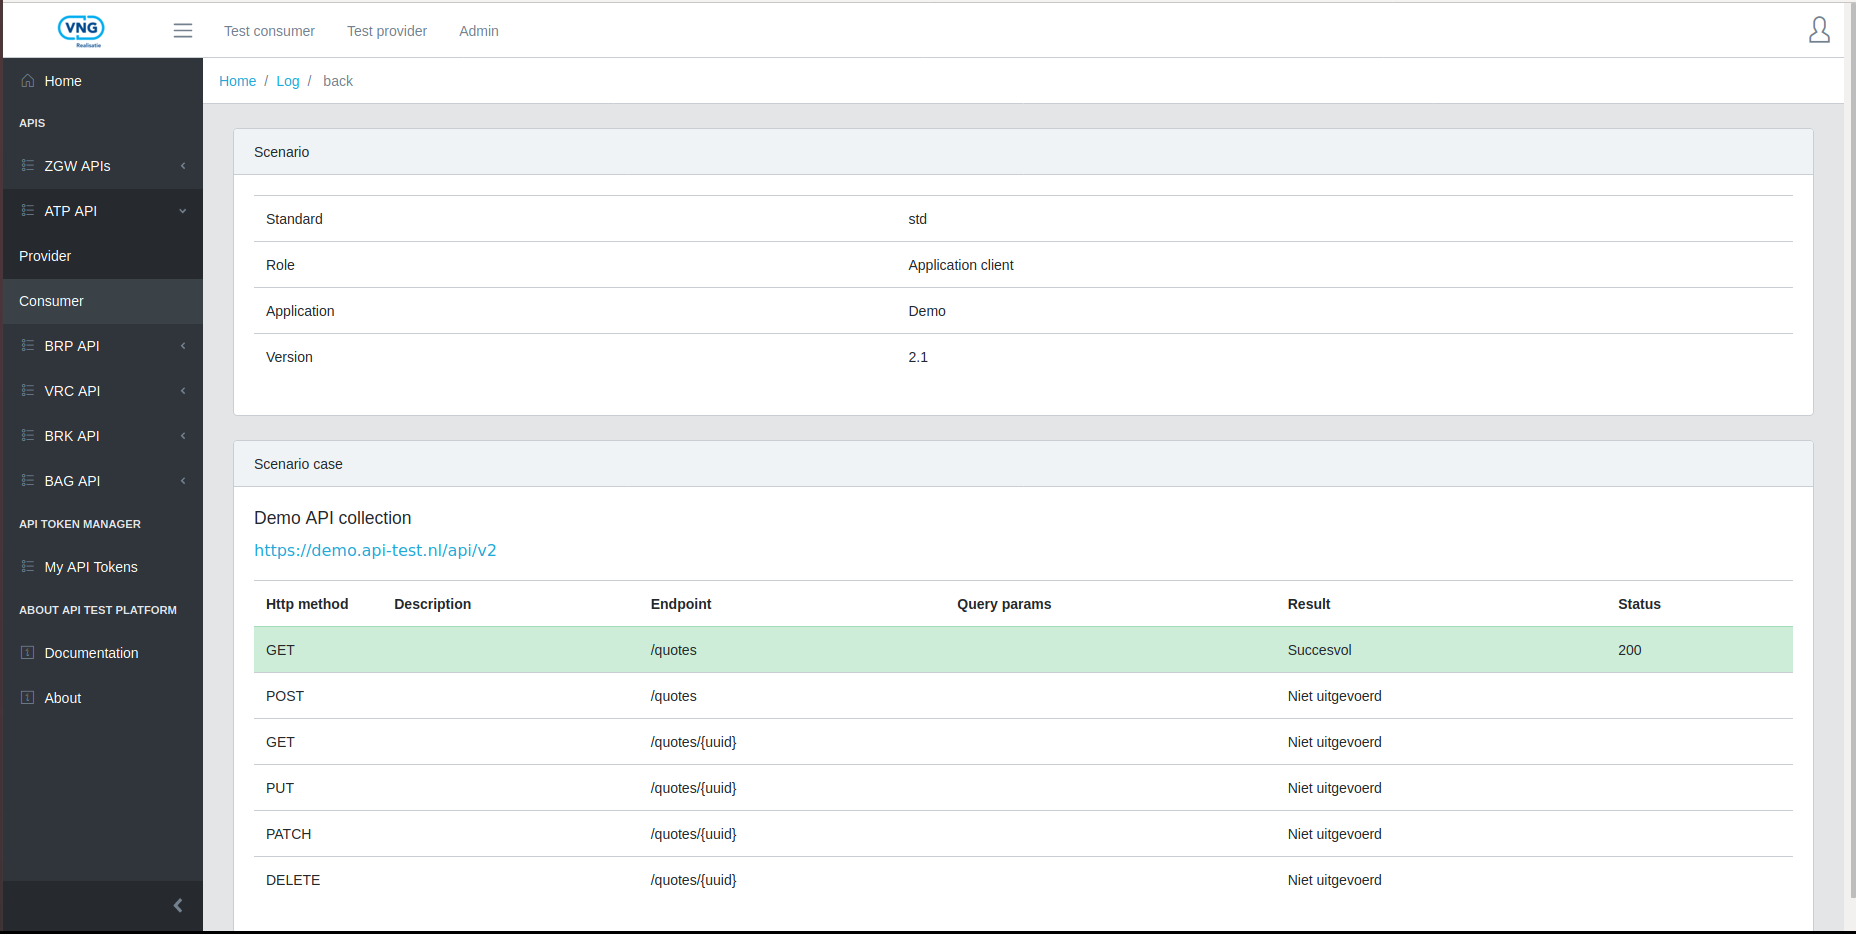 VNG
Realisatie
Test consumer
Test provider
Admin
Home
APIS
ZGW APIs
ATP API
Provider
Consumer
BRP API
VRC API
BRK API
BAG API
API TOKEN MANAGER
My API Tokens
ABOUT API TEST PLATFORM
Documentation
About
Home / Log / back
Scenario
Standard std
Role Application client
Application Demo
Version 2.1
Scenario case
Demo API collection
https://demo.api-test.nl/api/v2
Http method Description Endpoint Query params Result Status
GET /quotes Succesvol 200
POST /quotes Niet uitgevoerd
GET /quotes/{uuid} Niet uitgevoerd
PUT /quotes/{uuid} Niet uitgevoerd
PATCH /quotes/{uuid} Niet uitgevoerd
DELETE /quotes/{uuid} Niet uitgevoerd